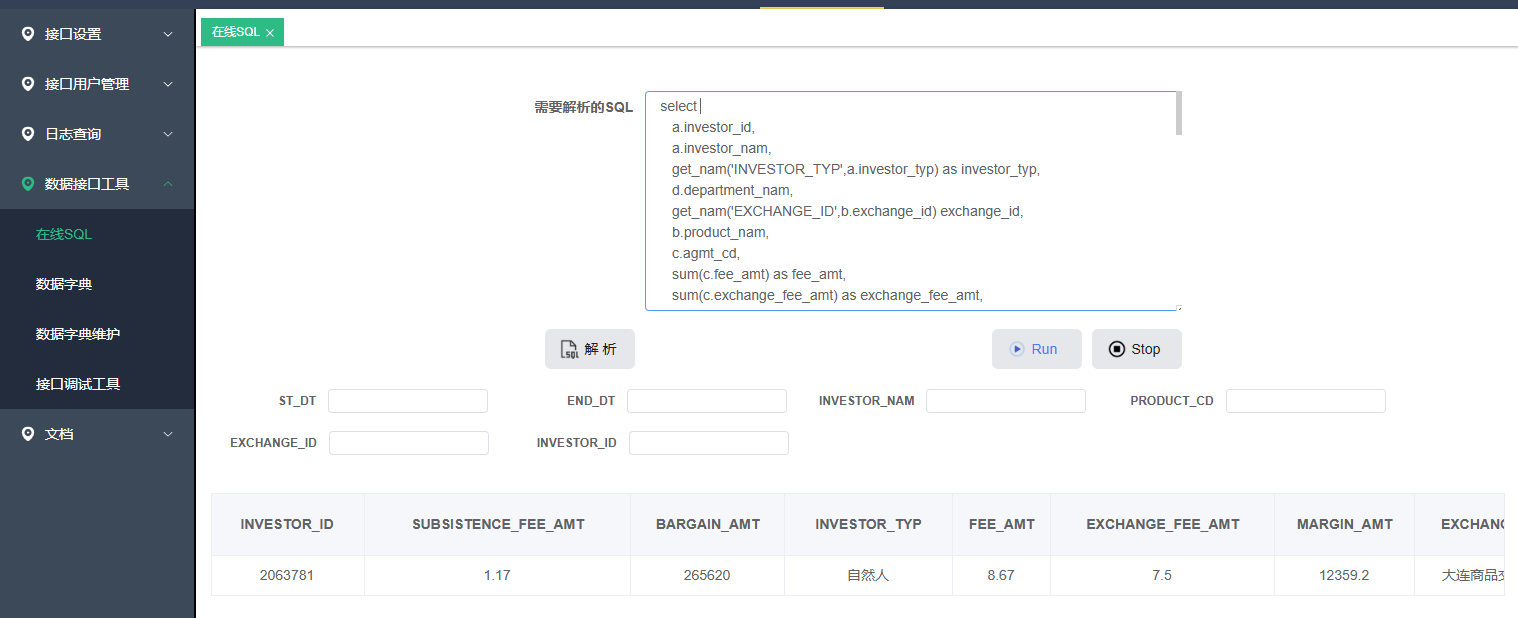 接口设置
接口用户管理
日志查询
数据接口工具
在线SQL
数据字典
数据字典维护
接口调试工具
文档
在线SQL ×
需要解析的SQL
select
a.investor_id,
a.investor_nam,
get_nam('INVESTOR_TYP',a.investor_typ) as investor_typ,
d.department_nam,
get_nam('EXCHANGE_ID',b.exchange_id) exchange_id,
b.product_nam,
c.agmt_cd,
sum(c.fee_amt) as fee_amt,
sum(c.exchange_fee_amt) as exchange_fee_amt,
SQL 解 析 Run Stop
ST_DT END_DT INVESTOR_NAM PRODUCT_CD
EXCHANGE_ID INVESTOR_ID
INVESTOR_ID SUBSISTENCE_FEE_AMT BARGAIN_AMT INVESTOR_TYP FEE_AMT EXCHANGE_FEE_AMT MARGIN_AMT EXCHANG
2063781 1.17 265620 自然人 8.67 7.5 12359.2 大连商品交